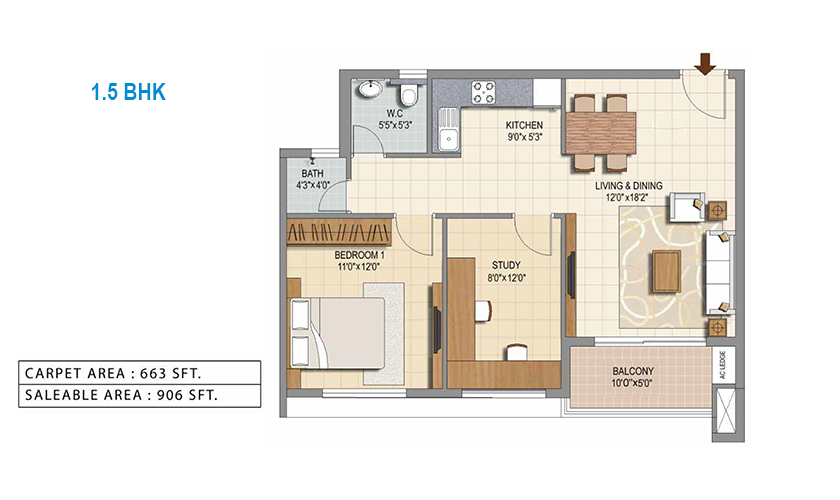 1.5 BHK
W.C
5'5"x5'3"
KITCHEN
9'0"x 5'3"
BATH
4'3"x4'0"
LIVING & DINING
12'0"x18'2"
BEDROOM 1
11'0"x12'0"
STUDY
8'0"x12'0"
CARPET AREA : 663 SFT.
SALEABLE AREA : 906 SFT.
BALCONY
10'0"x5'0"
AC LEDGE